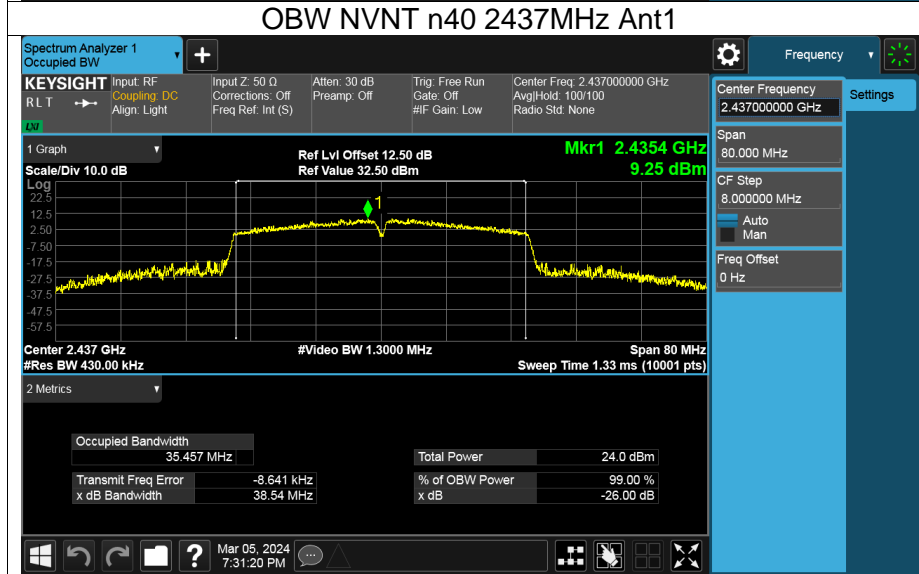 OBW NVNT n40 2437MHz Ant1
Spectrum Analyzer 1
Occupied BW
+
Frequency
KEYSIGHT
R L T
LXI
Input: RF
Coupling: DC
Align: Light
Input Z: 50 Ω
Corrections: Off
Freq Ref: Int (S)
Atten: 30 dB
Preamp: Off
Trig: Free Run
Gate: Off
#IF Gain: Low
Center Freq: 2.437000000 GHz
Avg|Hold: 100/100
Radio Std: None
Center Frequency
2.437000000 GHz
Settings
Span
80.000 MHz
CF Step
8.000000 MHz
Auto
Man
Freq Offset
0 Hz
1 Graph
Scale/Div 10.0 dB
Ref Lvl Offset 12.50 dB
Ref Value 32.50 dBm
Mkr1 2.4354 GHz
9.25 dBm
Log
22.5
12.5
2.50
-7.50
-17.5
-27.5
-37.5
-47.5
-57.5
1
Center 2.437 GHz
#Res BW 430.00 kHz
#Video BW 1.3000 MHz
Span 80 MHz
Sweep Time 1.33 ms (10001 pts)
2 Metrics
Occupied Bandwidth
35.457 MHz
Total Power 24.0 dBm
Transmit Freq Error -8.641 kHz
% of OBW Power 99.00 %
x dB Bandwidth 38.54 MHz
x dB -26.00 dB
?
Mar 05, 2024
7:31:20 PM